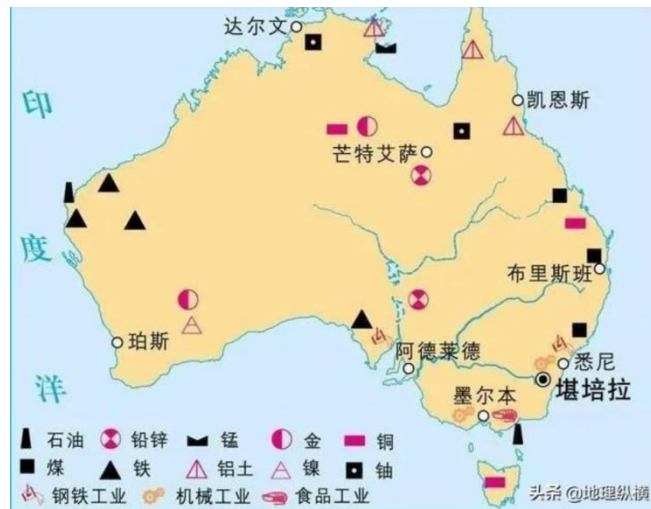 达尔文
印
凯恩斯
芒特艾萨
度
布里斯班
珀斯
阿德莱德
悉尼
洋
墨尔本
堪培拉
石油 铅锌 锰 金 铜
煤 铁 铝土 镍 铀
钢铁工业 机械工业 食品工业
头条 @地理纵横